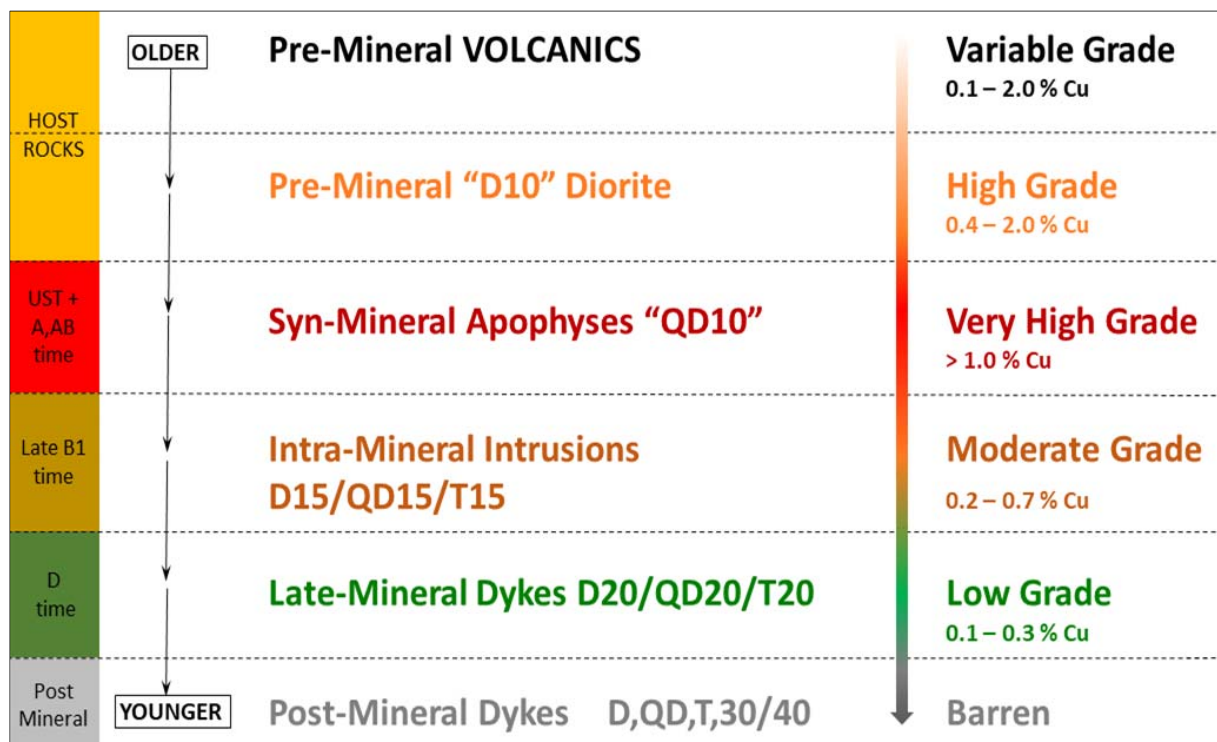 OLDER
Pre-Mineral VOLCANICS
Variable Grade
0.1 – 2.0 % Cu
HOST
ROCKS
Pre-Mineral “D10” Diorite
High Grade
0.4 – 2.0 % Cu
UST +
A,AB
time
Syn-Mineral Apophyses “QD10”
Very High Grade
> 1.0 % Cu
Late B1
time
Intra-Mineral Intrusions
D15/QD15/T15
Moderate Grade
0.2 – 0.7 % Cu
D
time
Late-Mineral Dykes D20/QD20/T20
Low Grade
0.1 – 0.3 % Cu
Post
Mineral
YOUNGER
Post-Mineral Dykes D,QD,T,30/40
Barren